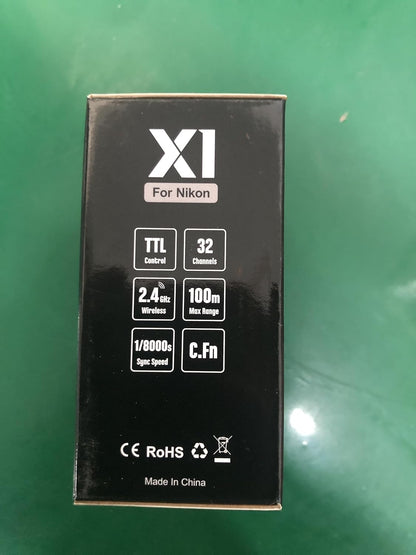 X1
For Nikon
TTL
Control
32
Channels
2.4GHz
Wireless
100m
Max Range
1/8000s
Sync Speed
C.Fn
CE RoHS
Made In China